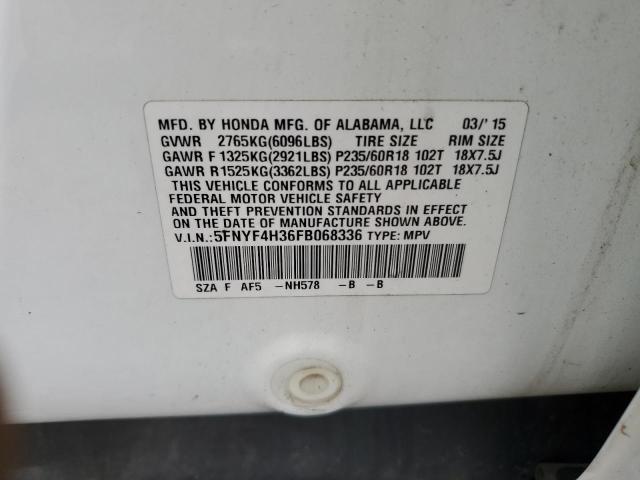 MFD. BY HONDA MFG. OF ALABAMA, LLC 03/'15
GVWR 2765KG(6096LBS) TIRE SIZE RIM SIZE
GAWR F 1325KG(2921LBS) P235/60R18 102T 18X7.5J
GAWR R 1525KG(3362LBS) P235/60R18 102T 18X7.5J
THIS VEHICLE CONFORMS TO ALL APPLICABLE
FEDERAL MOTOR VEHICLE SAFETY
AND THEFT PREVENTION STANDARDS IN EFFECT
ON THE DATE OF MANUFACTURE SHOWN ABOVE.
V.I.N.:5FNYF4H36FB068336 TYPE: MPV
SZA F AF5 -NH578 -B -B